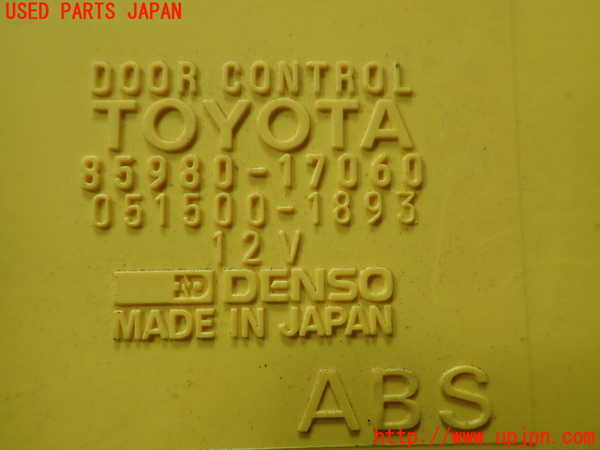 USED PARTS JAPAN
DOOR CONTROL
TOYOTA
85980-17060
051500-1893
12V
ND DENSO
MADE IN JAPAN
ABS
http://www.upjpn.com